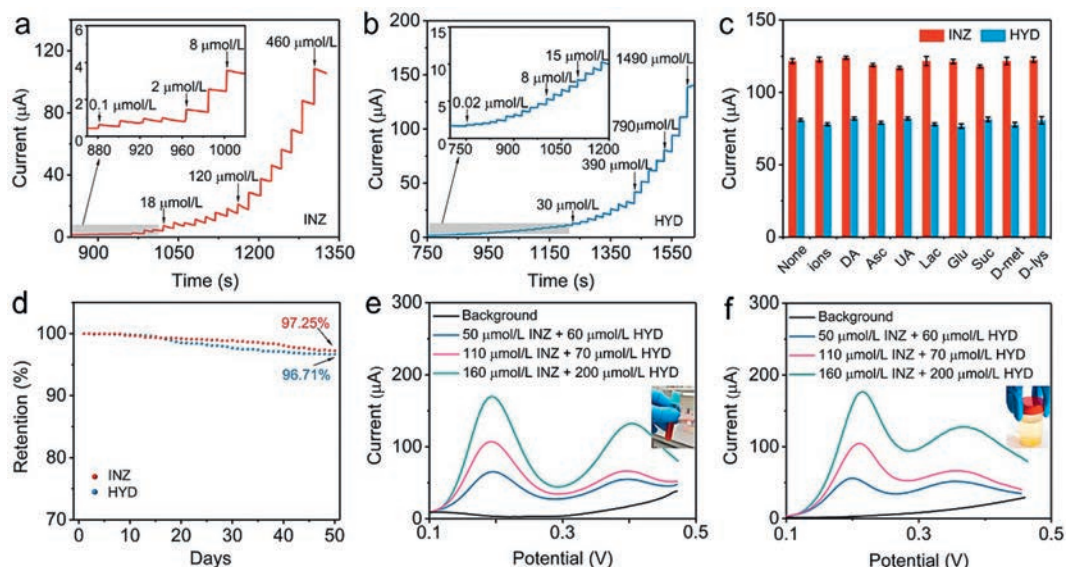 a
Current (μA)
120
80
40
0
6
4
2
0
8 μmol/L
2 μmol/L
0.1 μmol/L
880 920 960 1000
460 μmol/L
120 μmol/L
18 μmol/L
INZ
900 1050 1200 1350
Time (s)
b
Current (μA)
200
150
100
50
0
15
10
5
0
15 μmol/L
8 μmol/L
0.02 μmol/L
750 900 1050 1200
1490 μmol/L
790μmol/L
390 μmol/L
30 μmol/L
HYD
750 900 1050 1200 1350 1500
Time (s)
c
Current (μA)
150
100
50
0
INZ HYD
None ions DA Asc UA Lac Glu Suc D-met D-lys
d
Retention (%)
100
90
80
70
97.25%
96.71%
INZ
HYD
0 10 20 30 40 50
Days
e
Current (μA)
300
200
100
0
Background
50 μmol/L INZ + 60 μmol/L HYD
110 μmol/L INZ + 70 μmol/L HYD
160 μmol/L INZ + 200 μmol/L HYD
0.1 0.3 0.5
Potential (V)
f
Current (μA)
300
200
100
0
Background
50 μmol/L INZ + 60 μmol/L HYD
110 μmol/L INZ + 70 μmol/L HYD
160 μmol/L INZ + 200 μmol/L HYD
0.1 0.3 0.5
Potential (V)